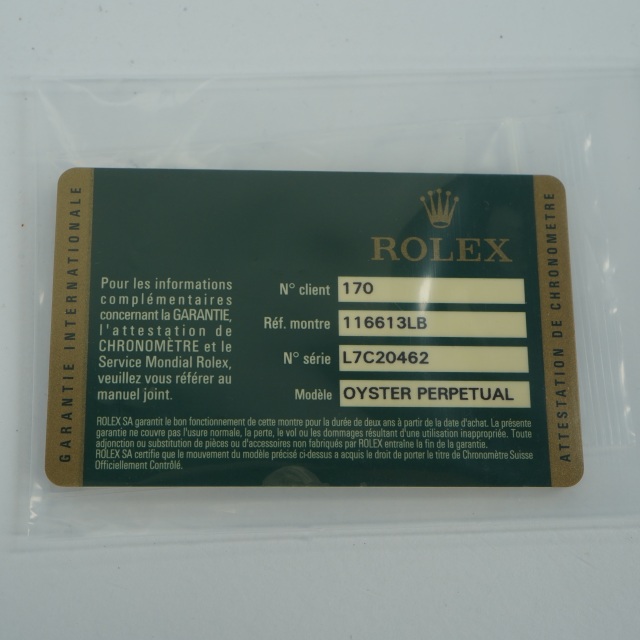 GARANTIE INTERNATIONALE
ROLEX
Pour les informations
complémentaires
concernant la GARANTIE,
l'attestation de
CHRONOMÈTRE et le
Service Mondial Rolex,
veuillez vous référer au
manuel joint.
N° client 170
Réf. montre 116613LB
N° série L7C20462
Modèle OYSTER PERPETUAL
ROLEX SA garantit le bon fonctionnement de cette montre pour la durée de deux ans à partir de la date d'achat. La présente
garantie ne couvre pas l'usure normale, la perte, le vol ou les dommages résultant d'une utilisation inappropriée. Toute
adjonction ou substitution de pièces ou d'accessoires non fabriqués par ROLEX entraîne la fin de la garantie.
ROLEX SA certifie que le mouvement du modèle précisé ci-dessus a acquis le droit de porter le titre de Chronomètre Suisse
Officiellement Contrôlé.
ATTESTATION DE CHRONOMETRE